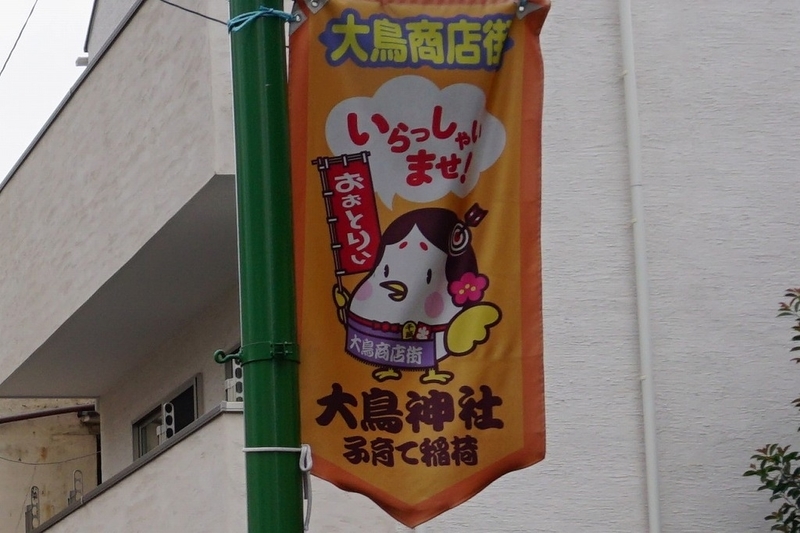 大鳥商店街
いらっしゃい
ませ!
おぉとりぃ
大鳥商店街
大鳥神社
子育て稲荷